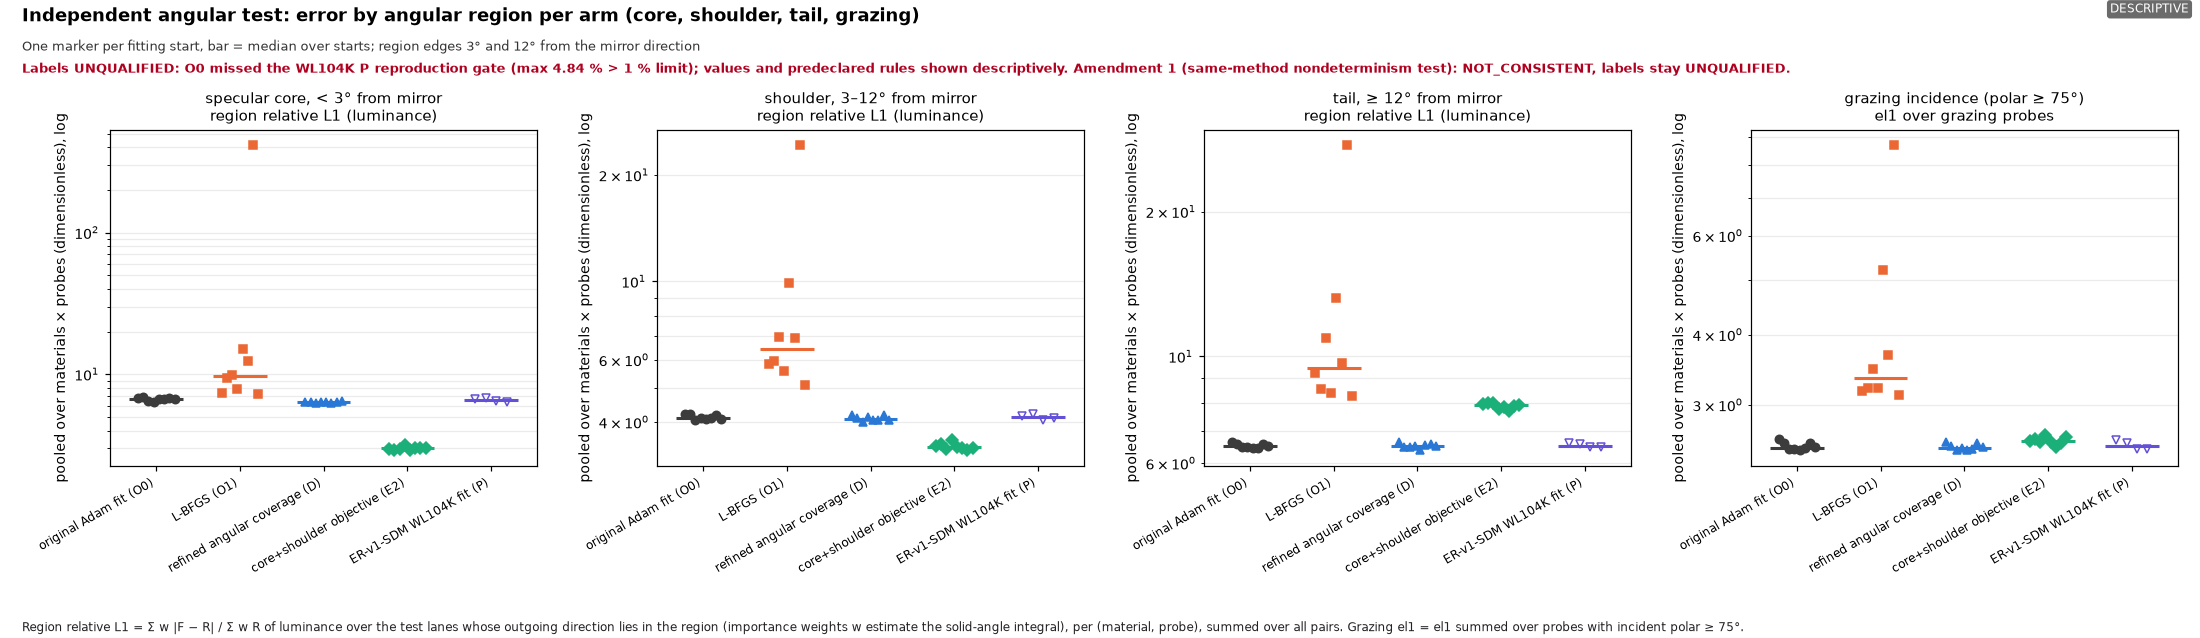 Independent angular test: error by angular region per arm (core, shoulder, tail, grazing)
DESCRIPTIVE
One marker per fitting start, bar = median over starts; region edges 3° and 12° from the mirror direction
Labels UNQUALIFIED: O0 missed the WL104K P reproduction gate (max 4.84 % > 1 % limit); values and predeclared rules shown descriptively. Amendment 1 (same-method nondeterminism test): NOT_CONSISTENT, labels stay UNQUALIFIED.
specular core, < 3° from mirror
region relative L1 (luminance)
pooled over materials × probes (dimensionless), log
10²
10¹
original Adam fit (O0)
L-BFGS (O1)
refined angular coverage (D)
core+shoulder objective (E2)
ER-v1-SDM WL104K fit (P)
shoulder, 3–12° from mirror
region relative L1 (luminance)
pooled over materials × probes (dimensionless), log
2 × 10¹
10¹
6 × 10⁰
4 × 10⁰
original Adam fit (O0)
L-BFGS (O1)
refined angular coverage (D)
core+shoulder objective (E2)
ER-v1-SDM WL104K fit (P)
tail, ≥ 12° from mirror
region relative L1 (luminance)
pooled over materials × probes (dimensionless), log
2 × 10¹
10¹
6 × 10⁰
original Adam fit (O0)
L-BFGS (O1)
refined angular coverage (D)
core+shoulder objective (E2)
ER-v1-SDM WL104K fit (P)
grazing incidence (polar ≥ 75°)
el1 over grazing probes
pooled over materials × probes (dimensionless), log
6 × 10⁰
4 × 10⁰
3 × 10⁰
original Adam fit (O0)
L-BFGS (O1)
refined angular coverage (D)
core+shoulder objective (E2)
ER-v1-SDM WL104K fit (P)
Region relative L1 = Σ w |F − R| / Σ w R of luminance over the test lanes whose outgoing direction lies in the region (importance weights w estimate the solid-angle integral), per (material, probe), summed over all pairs. Grazing el1 = el1 summed over probes with incident polar ≥ 75°.